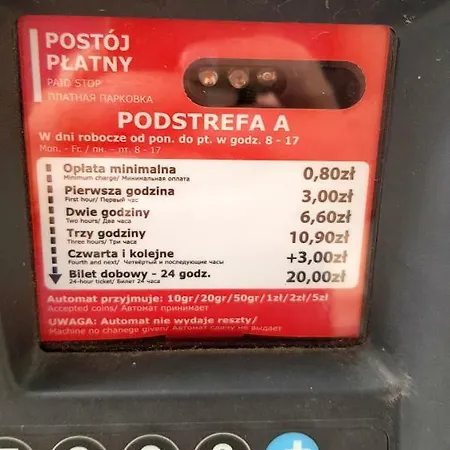 POSTÓJ
PŁATNY
PAID STOP
ПЛАТНАЯ ПАРКОВКА
PODSTREFA A
W dni robocze od pon. do pt. w godz. 8 - 17
Mon. - Fr. / пн. – пт. 8 - 17
Opłata minimalna 0,80zł
Minimum charge/ Минимальная оплата
Pierwsza godzina 3,00zł
First hour/ Первый час
Dwie godziny 6,60zł
Two hours/ Два часа
Trzy godziny 10,90zł
Three hours/ Три часа
Czwarta i kolejne +3,00zł
Fourth and next/ Четвёртый и последующие часы
Bilet dobowy - 24 godz. 20,00zł
24-hour ticket/ Билет 24 часа
Automat przyjmuje: 10gr/20gr/50gr/1zł/2zł/5zł
Accepted coins/ Автомат принимает
UWAGA: Automat nie wydaje reszty/
Machine no chanege given/ Автомат сдачу не выдает